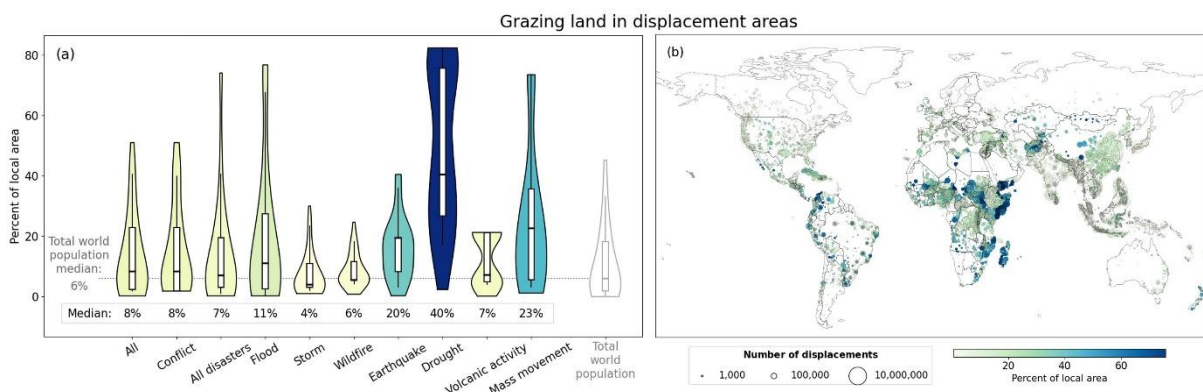 Grazing land in displacement areas
(a)
Percent of local area
80
60
40
20
0
Total world
population
median:
6%
Median: 8% 8% 7% 11% 4% 6% 20% 40% 7% 23%
All
Conflict
All disasters
Flood
Storm
Wildfire
Earthquake
Drought
Volcanic activity
Mass movement
Total
world
population
(b)
Number of displacements
1,000 100,000 10,000,000
20 40 60
Percent of local area